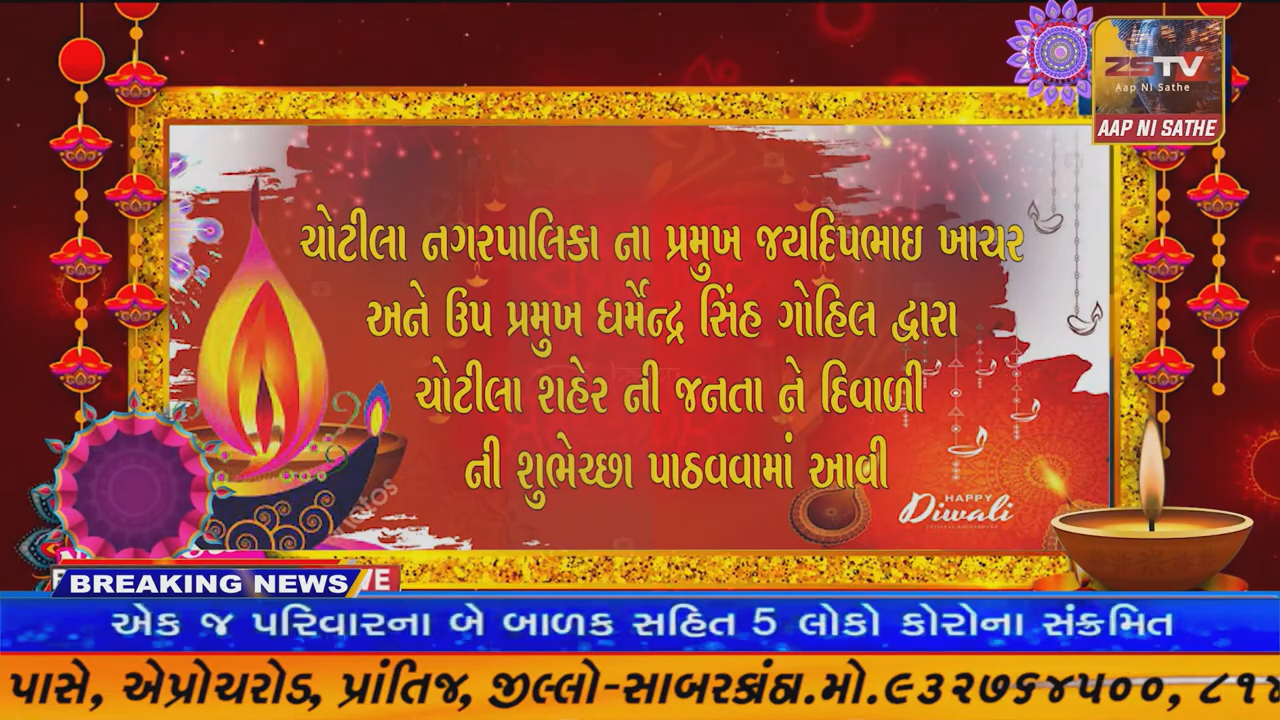 ZSTV
Aap Ni Sathe
AAP NI SATHE
ચોટીલા નગરપાલિકા ના પ્રમુખ જયદિપભાઇ ખાચર
અને ઉપ પ્રમુખ ધર્મેન્દ્ર સિંહ ગોહિલ દ્વારા
ચોટીલા શહેર ની જનતા ને દિવાળી
ની શુભેચ્છા પાઠવવામાં આવી
HAPPY
Diwali
BREAKING NEWS
એક જ પરિવારના બે બાળક સહિત 5 લોકો કોરોના સંક્રમિત
પાસે, એપ્રોચરોડ, પ્રાંતિજ, જીલ્લો-સાબરકાંઠા.મો.૯૩૨૭૬૪૫૦૦, ૮૧૪